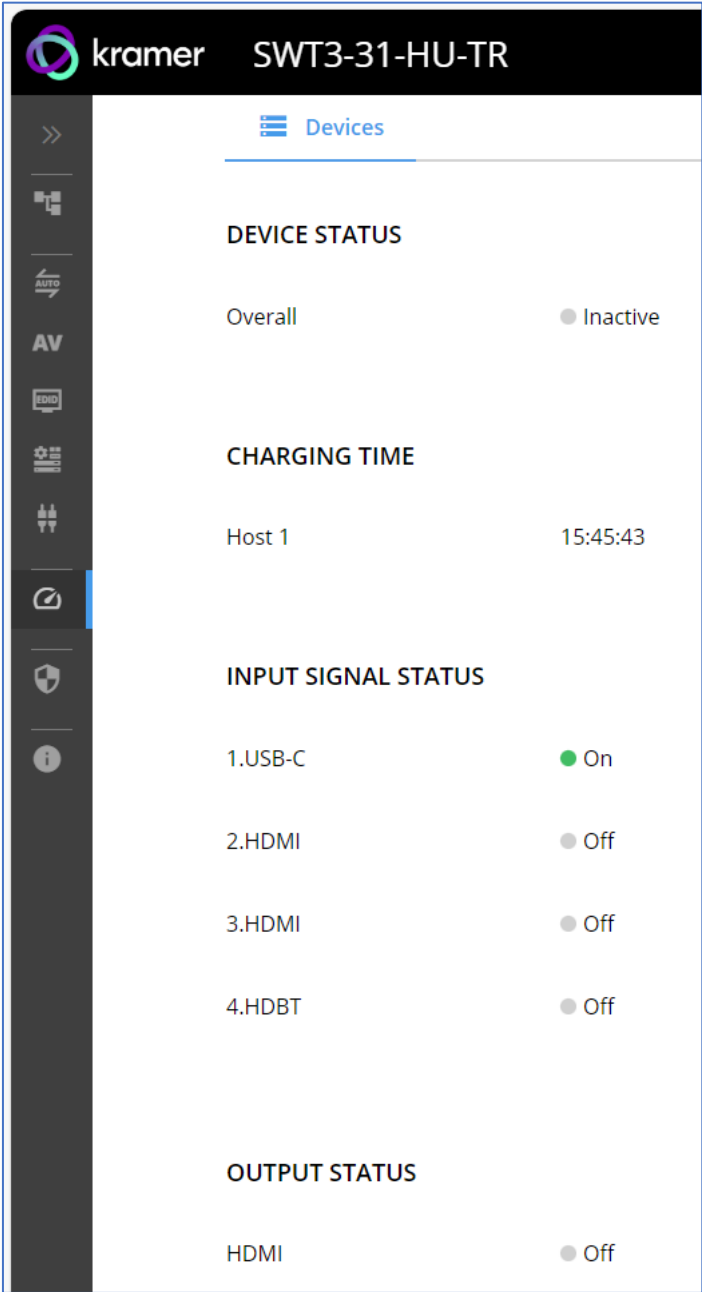 kramer SWT3-31-HU-TR
Devices
DEVICE STATUS
Overall Inactive
AUTO
AV
EDID
CHARGING TIME
Host 1 15:45:43
INPUT SIGNAL STATUS
1.USB-C On
2.HDMI Off
3.HDMI Off
4.HDBT Off
OUTPUT STATUS
HDMI Off